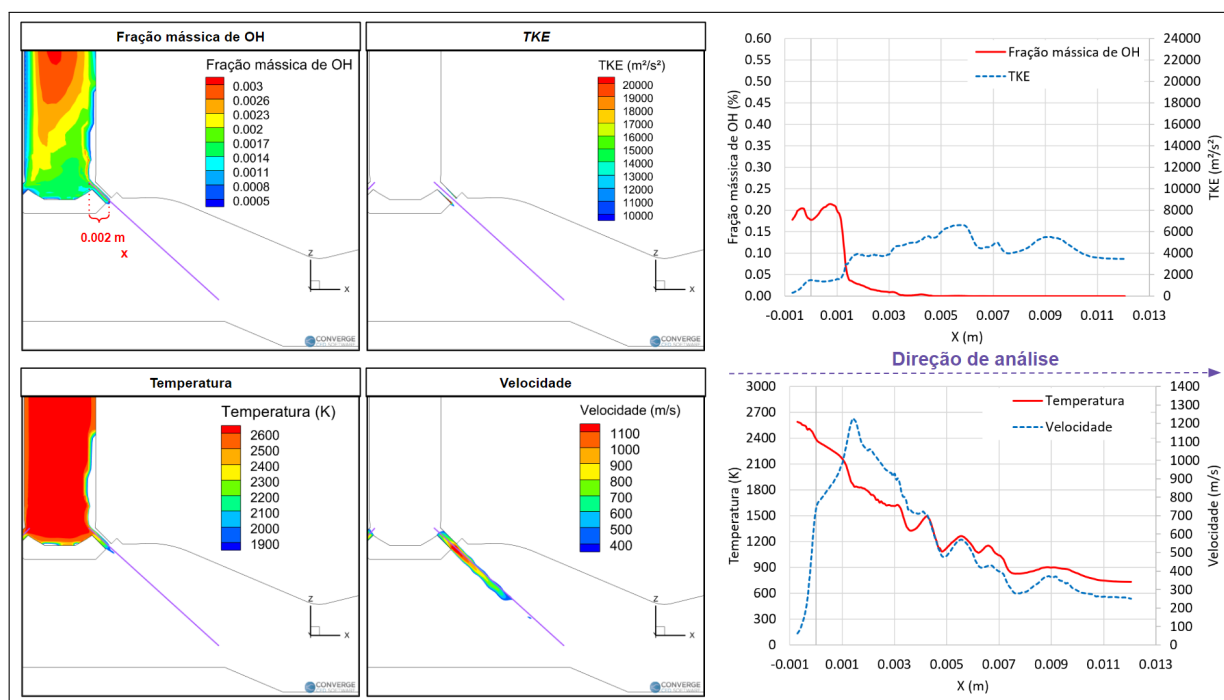 Fração mássica de OH
Fração mássica de OH
0.003
0.0026
0.0023
0.002
0.0017
0.0014
0.0011
0.0008
0.0005
0.002 m
x
Z
X
CONVERGE
TKE
TKE (m²/s²)
20000
19000
18000
17000
16000
15000
14000
13000
12000
11000
10000
Z
X
CONVERGE
0.60
0.55
0.50
0.45
0.40
0.35
0.30
0.25
0.20
0.15
0.10
0.05
0.00
Fração mássica de OH (%)
Fração mássica de OH
TKE
24000
22000
20000
18000
16000
14000
12000
10000
8000
6000
4000
2000
0
TKE (m²/s²)
-0.001 0.001 0.003 0.005 0.007 0.009 0.011 0.013
X (m)
Direção de análise
Temperatura
Temperatura (K)
2600
2500
2400
2300
2200
2100
2000
1900
Z
X
CONVERGE
Velocidade
Velocidade (m/s)
1100
1000
900
800
700
600
500
400
Z
X
CONVERGE
3000
2700
2400
2100
1800
1500
1200
900
600
300
0
Temperatura (K)
Temperatura
Velocidade
1400
1300
1200
1100
1000
900
800
700
600
500
400
300
200
100
0
Velocidade (m/s)
-0.001 0.001 0.003 0.005 0.007 0.009 0.011 0.013
X (m)